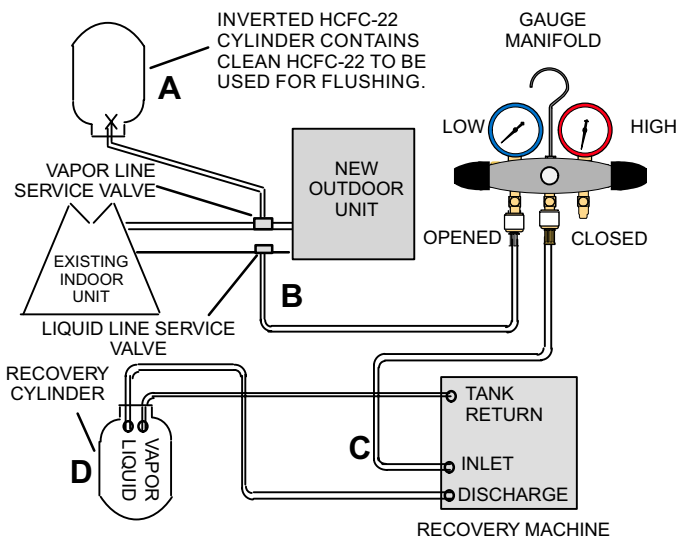 INVERTED HCFC-22
CYLINDER CONTAINS
CLEAN HCFC-22 TO BE
USED FOR FLUSHING.
A
GAUGE
MANIFOLD
LOW
HIGH
VAPOR LINE
SERVICE VALVE
NEW
OUTDOOR
UNIT
OPENED
CLOSED
EXISTING
INDOOR
UNIT
B
LIQUID LINE SERVICE
VALVE
RECOVERY
CYLINDER
TANK
RETURN
C
D
LIQUID
VAPOR
INLET
DISCHARGE
RECOVERY MACHINE